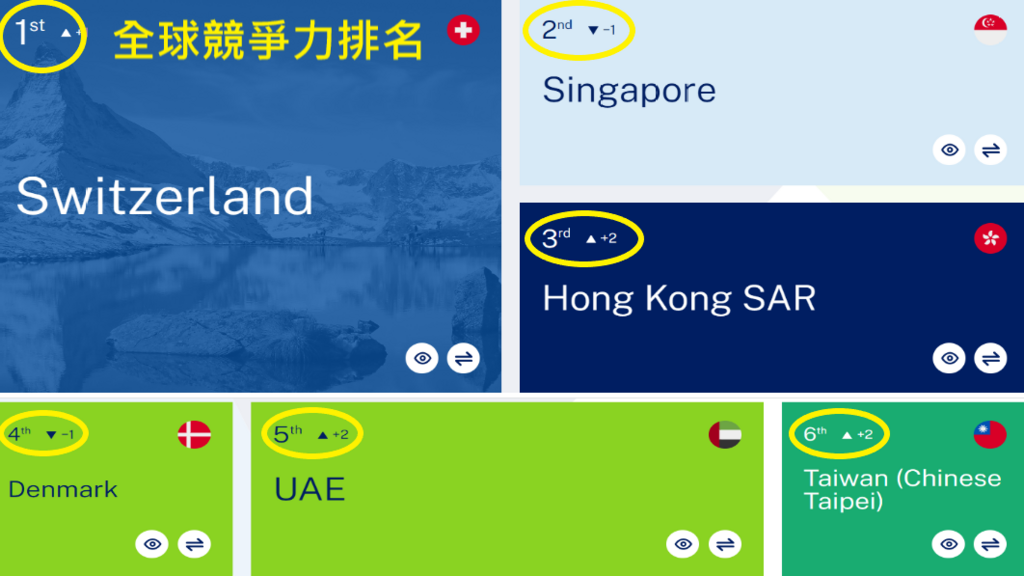 1st ▲ +
全球競爭力排名
Switzerland
2nd ▼ −1
Singapore
3rd ▲ +2
Hong Kong SAR
4th ▼ −1
Denmark
5th ▲ +2
UAE
6th ▲ +2
Taiwan (Chinese
Taipei)